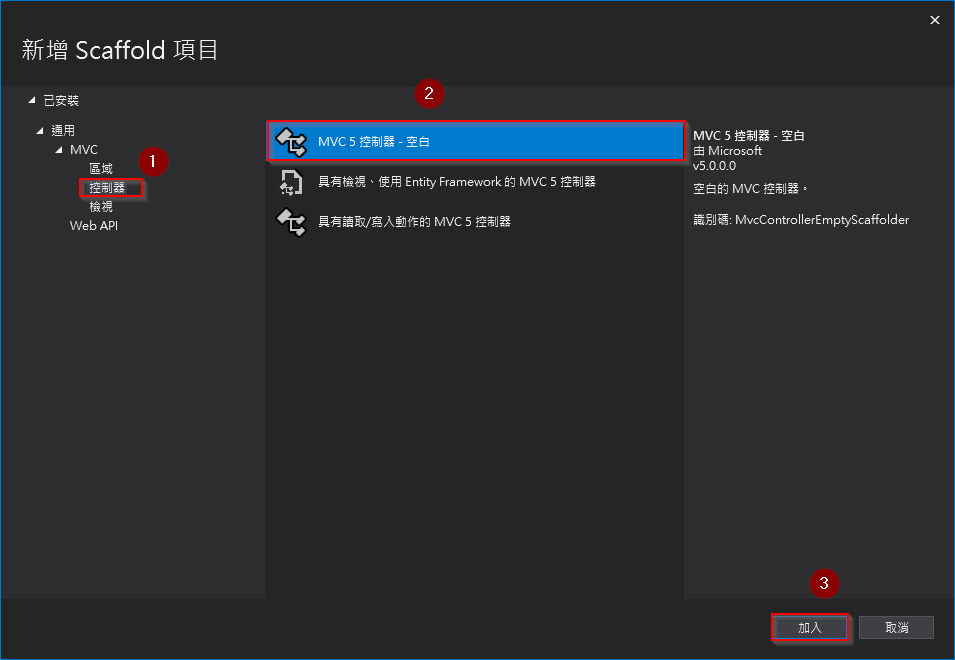 新增 Scaffold 項目
已安裝
通用
MVC
區域
控制器
檢視
Web API
1
2
MVC 5 控制器 - 空白
具有檢視、使用 Entity Framework 的 MVC 5 控制器
具有讀取/寫入動作的 MVC 5 控制器
MVC 5 控制器 - 空白
由 Microsoft
v5.0.0.0
空白的 MVC 控制器。
識別碼: MvcControllerEmptyScaffolder
3
加入
取消